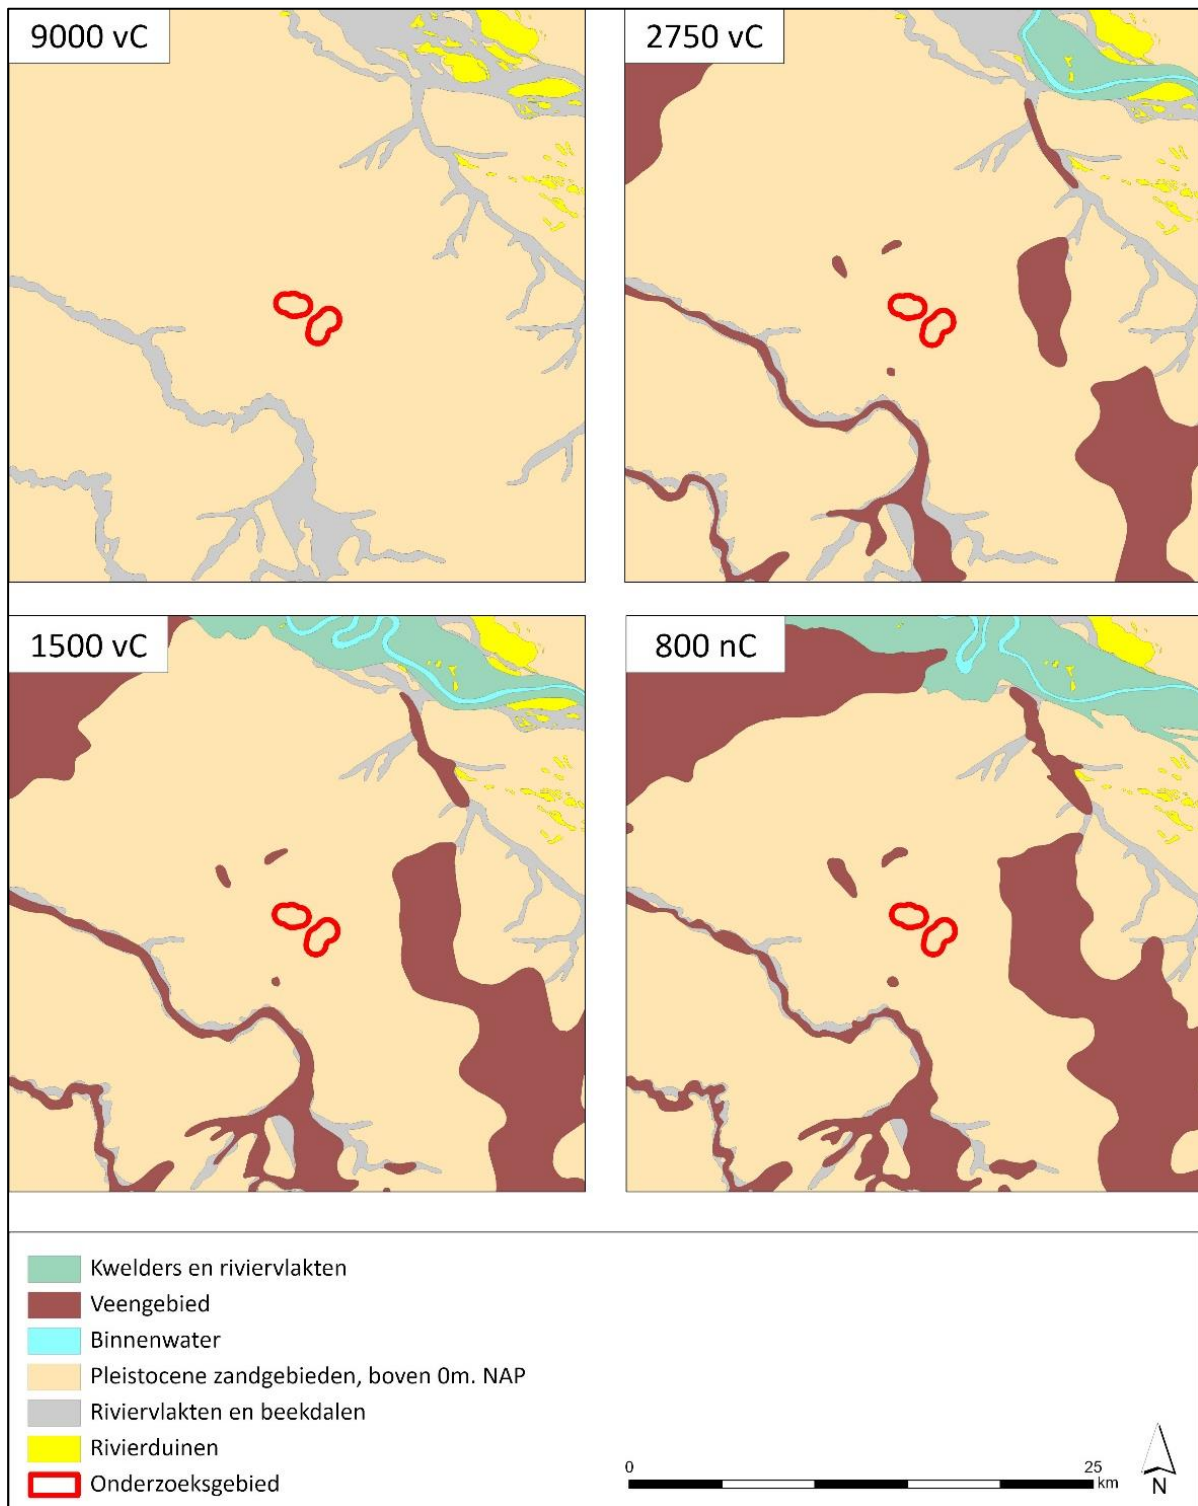 9000 vC
2750 vC
1500 vC
800 nC
Kwelders en riviervlakten
Veengebied
Binnenwater
Pleistocene zandgebieden, boven 0m. NAP
Riviervlakten en beekdalen
Rivierduinen
Onderzoeksgebied
0 25
km
N